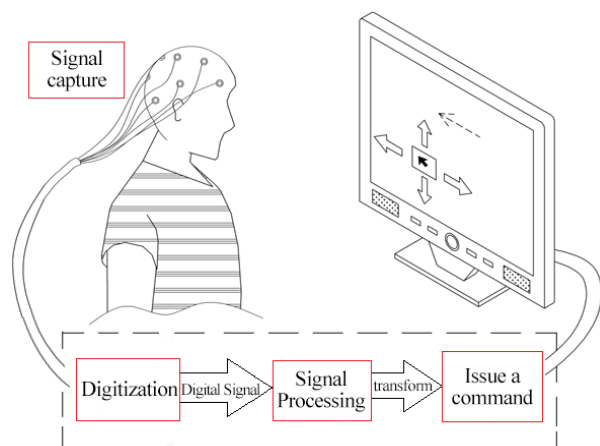 Signal
capture
Digitization
Digital Signal
Signal
Processing
transform
Issue a
command